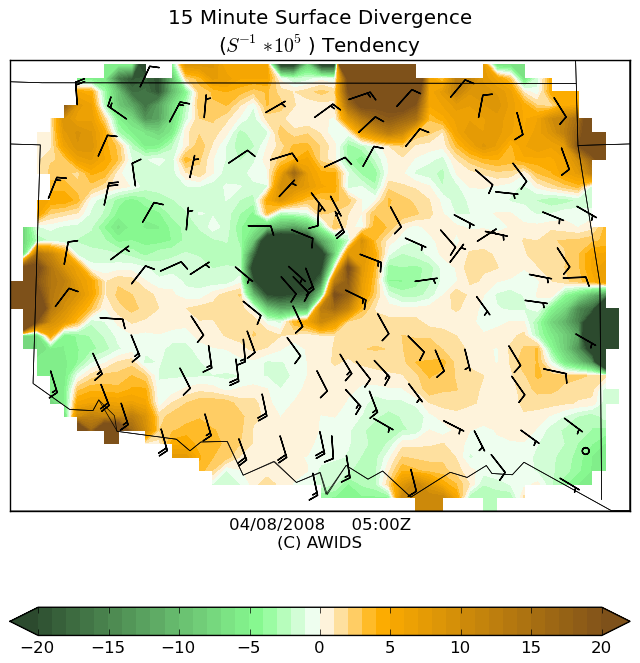 15 Minute Surface Divergence
(S⁻¹ * 10⁵ ) Tendency
04/08/2008 05:00Z
(C) AWIDS
−20 −15 −10 −5 0 5 10 15 20